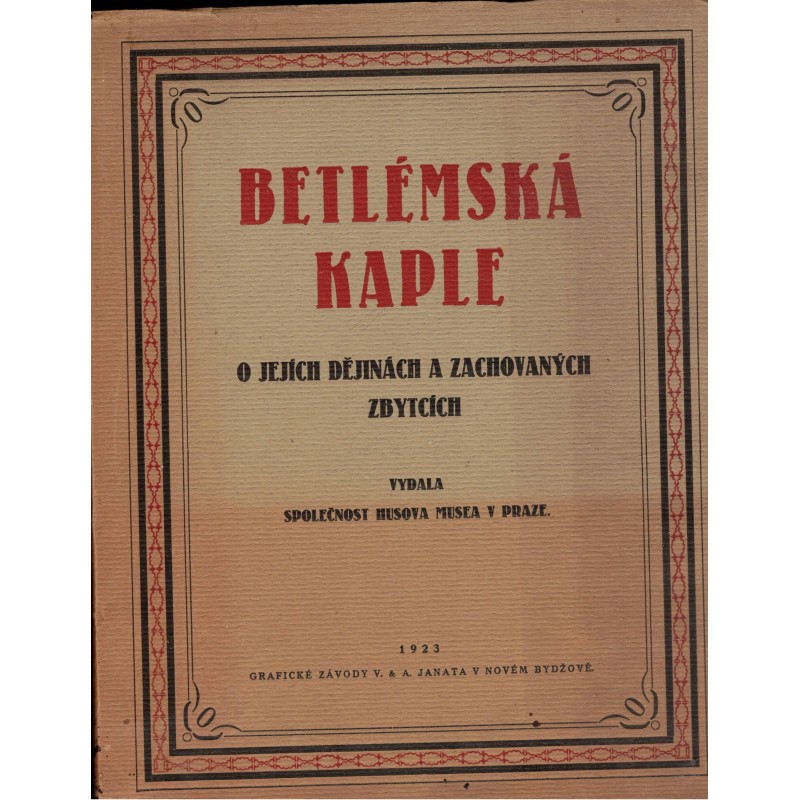 BETLÉMSKÁ
KAPLE
O JEJÍCH DĚJINÁCH A ZACHOVANÝCH
ZBYTCÍCH
VYDALA
SPOLEČNOST HUSOVA MUSEA V PRAZE.
1923
GRAFICKÉ ZÁVODY V. & A. JANATA V NOVÉM BYDŽOVĚ.